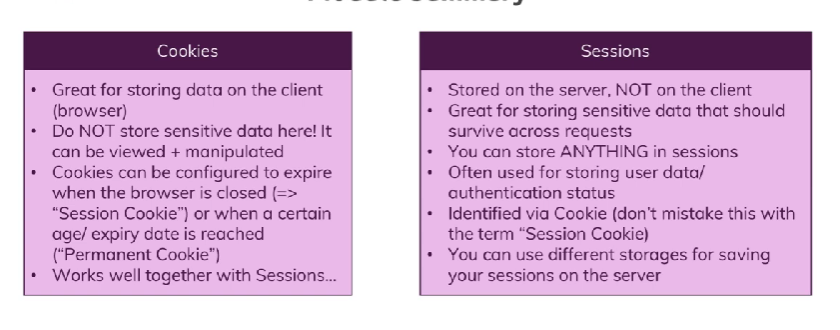 Cookies
• Great for storing data on the client
(browser)
• Do NOT store sensitive data here! It
can be viewed + manipulated
• Cookies can be configured to expire
when the browser is closed (=>
“Session Cookie”) or when a certain
age/ expiry date is reached
(“Permanent Cookie”)
• Works well together with Sessions…
Sessions
• Stored on the server, NOT on the client
• Great for storing sensitive data that should
survive across requests
• You can store ANYTHING in sessions
• Often used for storing user data/
authentication status
• Identified via Cookie (don’t mistake this with
the term “Session Cookie)
• You can use different storages for saving
your sessions on the server